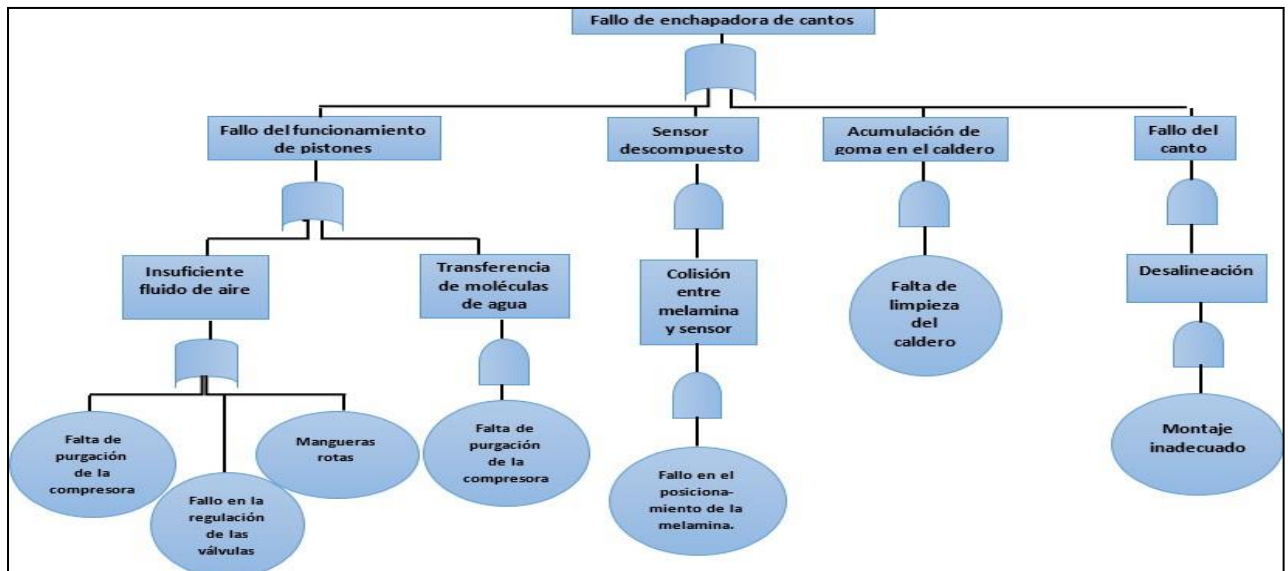 Fallo de enchapadora de cantos
Fallo del funcionamiento
de pistones
Sensor
descompuesto
Acumulación de
goma en el caldero
Fallo del
canto
Insuficiente
fluido de aire
Transferencia
de moléculas
de agua
Colisión
entre
melamina
y sensor
Falta de
limpieza
del
caldero
Desalineación
Falta de
purgación
de la
compresora
Fallo en la
regulación
de las
válvulas
Mangueras
rotas
Falta de
purgación
de la
compresora
Fallo en el
posiciona-
miento de la
melamina.
Montaje
inadecuado